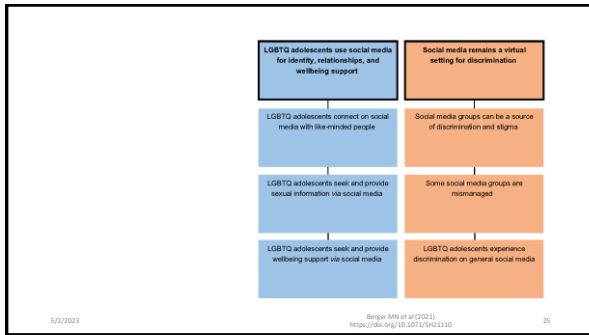 LGBTQ adolescents use social media
for identity, relationships, and
wellbeing support
Social media remains a virtual
setting for discrimination
LGBTQ adolescents connect on social
media with like-minded people
Social media groups can be a source
of discrimination and stigma
LGBTQ adolescents seek and provide
sexual information via social media
Some social media groups are
mismanaged
LGBTQ adolescents seek and provide
wellbeing support via social media
LGBTQ adolescents experience
discrimination on general social media
5/2/2023
Berger MN et al (2021)
https://doi.org/10.1071/SH21110
25